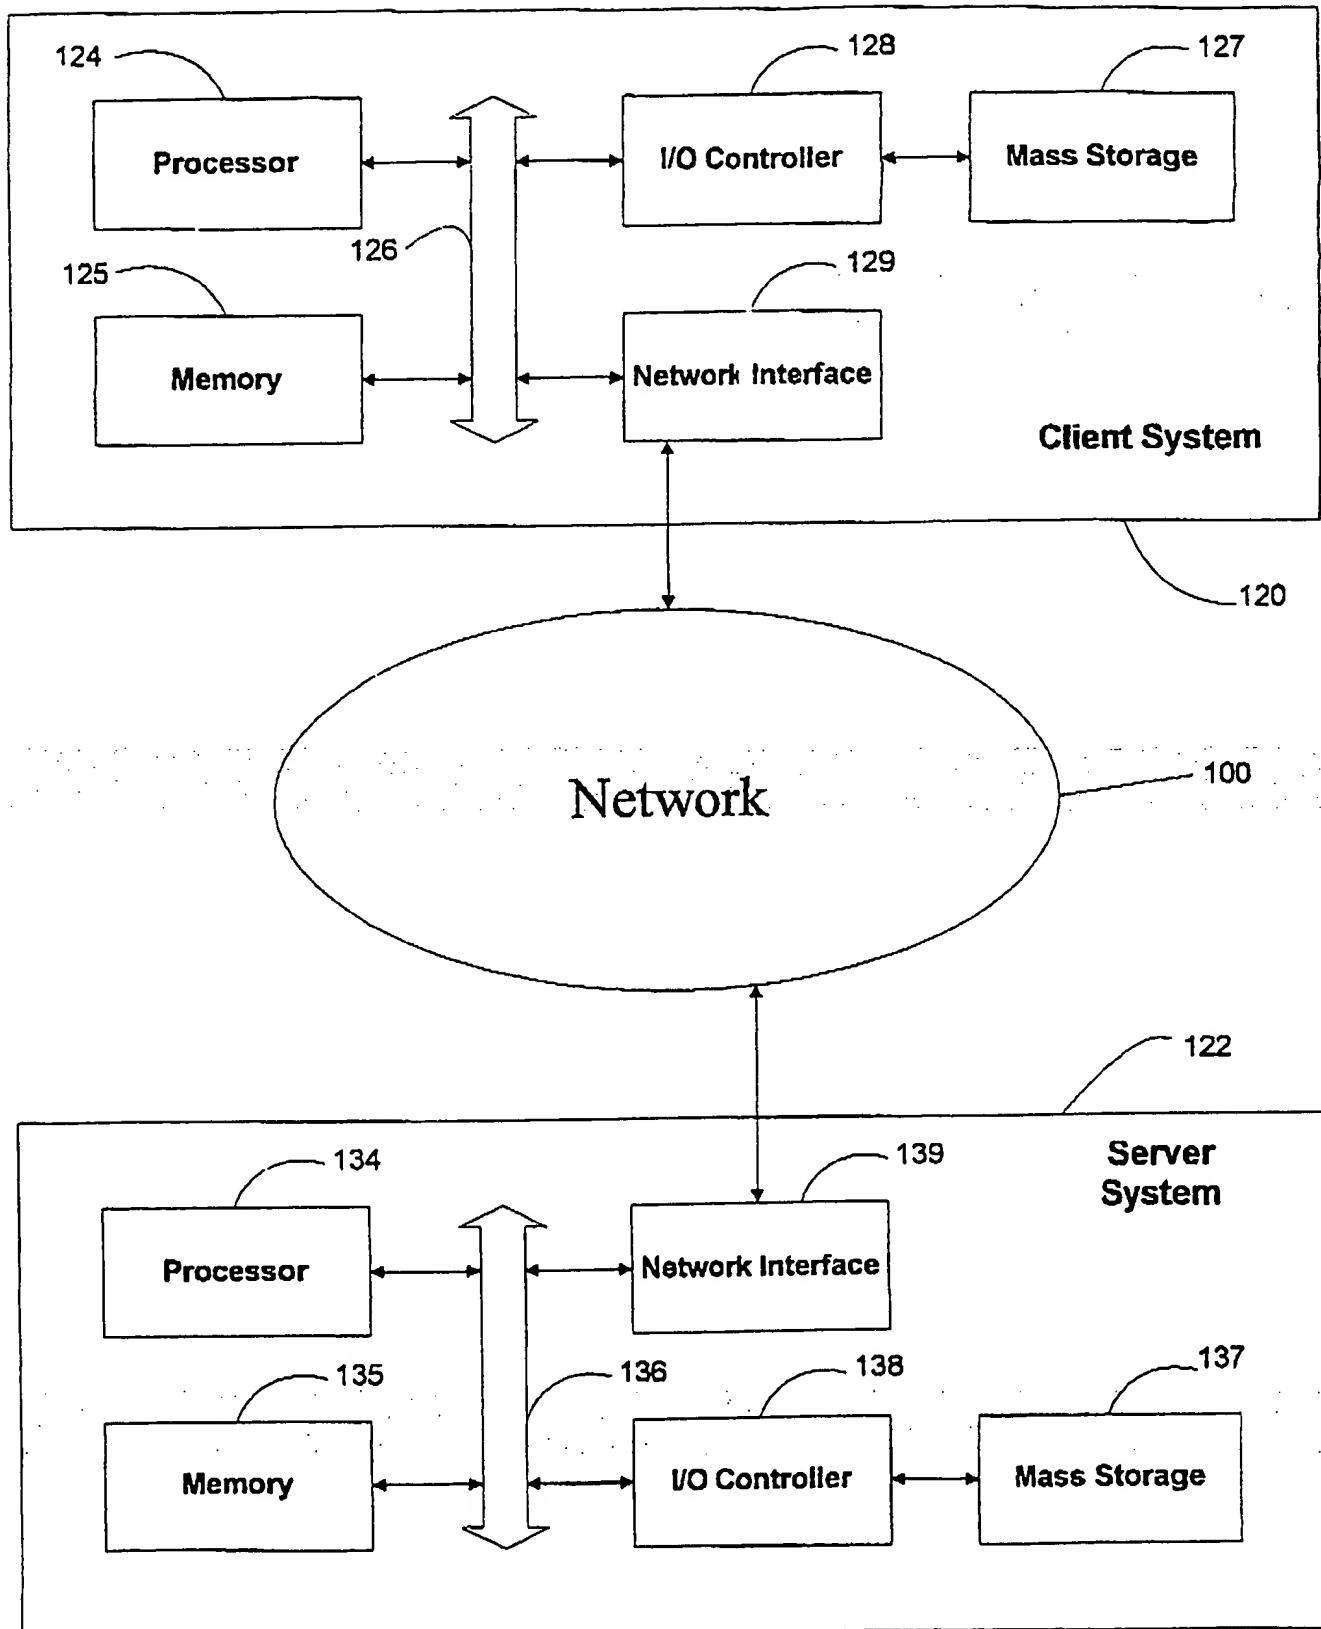 124
128
127
Processor
I/O Controller
Mass Storage
126
125
129
Memory
Network Interface
Client System
120
Network
100
122
Server
System
134
139
Processor
Network Interface
135
136
138
137
Memory
I/O Controller
Mass Storage